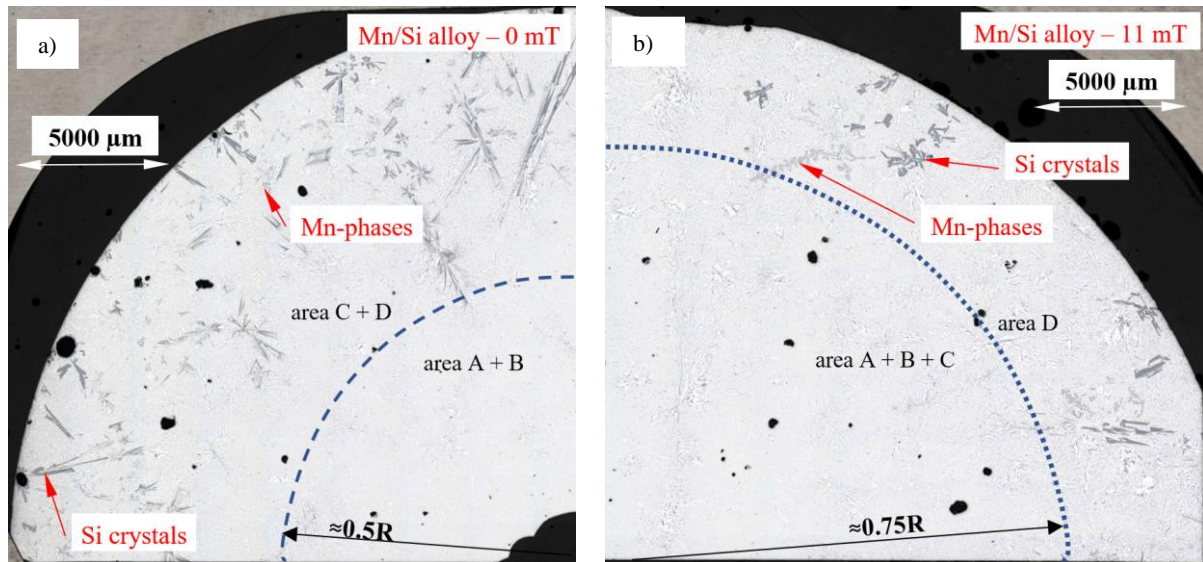 a)
Mn/Si alloy – 0 mT
5000 µm
Mn-phases
area C + D
area A + B
Si crystals
≈0.5R
b)
Mn/Si alloy – 11 mT
5000 µm
Si crystals
Mn-phases
area D
area A + B + C
≈0.75R